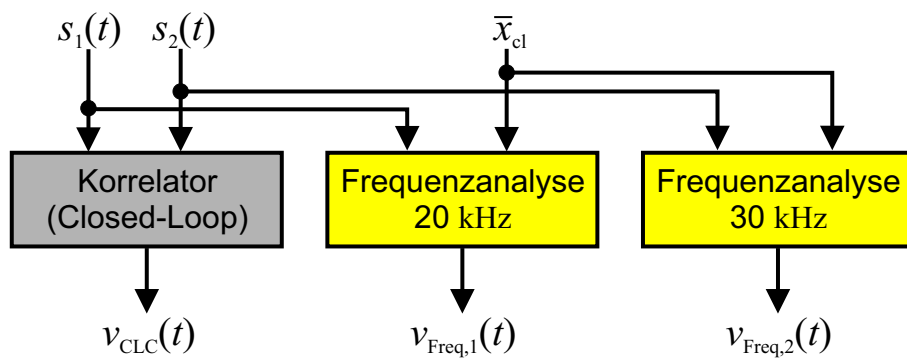 s₁(t) s₂(t) x̅cl
Korrelator
(Closed-Loop)
Frequenzanalyse
20 kHz
Frequenzanalyse
30 kHz
vCLC(t) vFreq,1(t) vFreq,2(t)